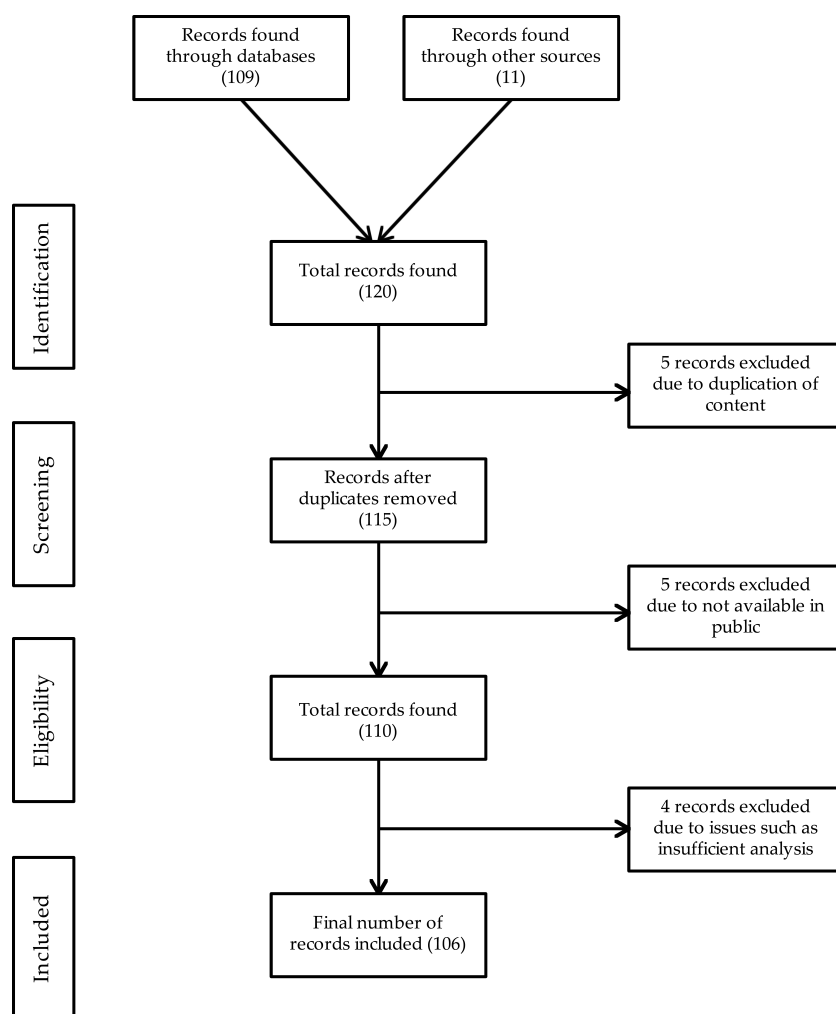 Records found
through databases
(109)
Records found
through other sources
(11)
Identification
Total records found
(120)
5 records excluded
due to duplication of
content
Screening
Records after
duplicates removed
(115)
5 records excluded
due to not available in
public
Eligibility
Total records found
(110)
4 records excluded
due to issues such as
insufficient analysis
Included
Final number of
records included (106)